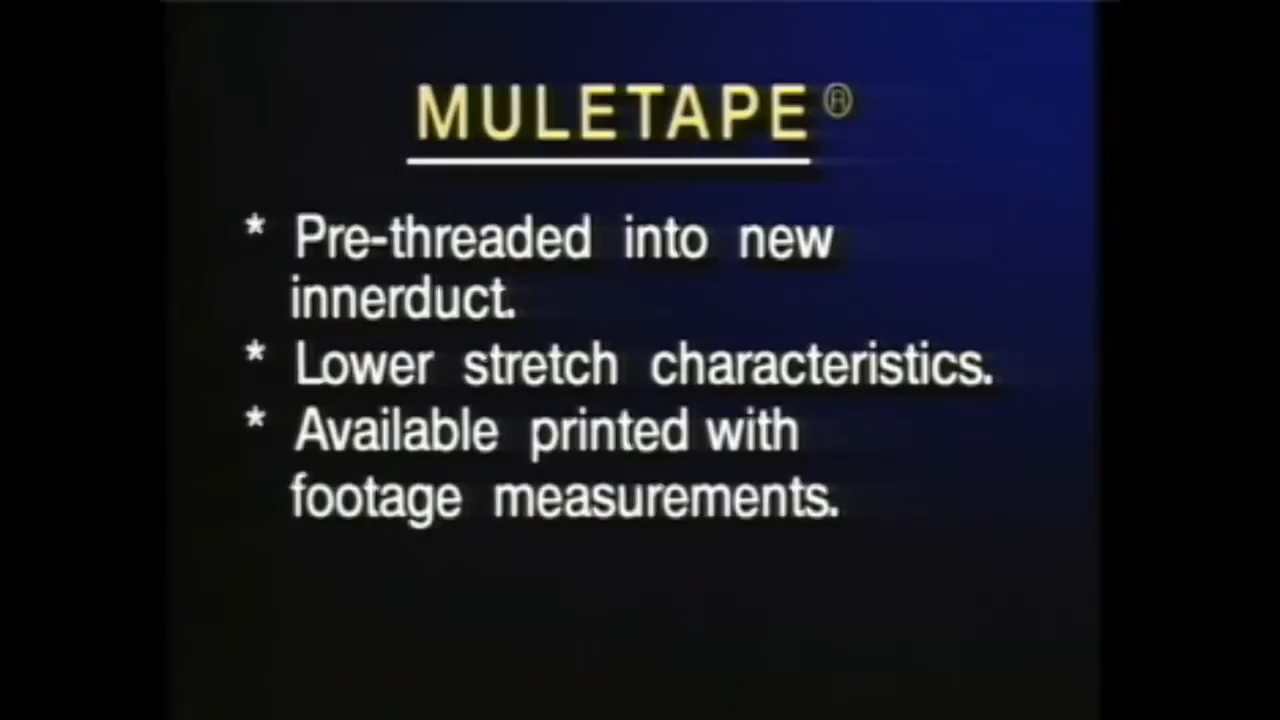 MULETAPE®
* Pre-threaded into new
innerduct.
* Lower stretch characteristics.
* Available printed with
footage measurements.